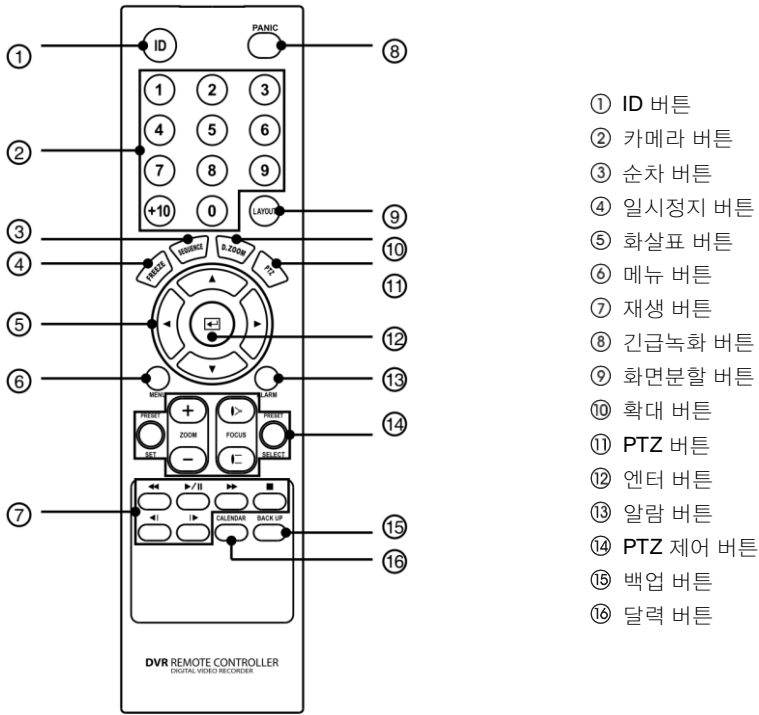 PANIC
① ID ⑧
1 2 3
4 5 6
②
7 8 9
+10 0 LAYOUT ⑨
③ SEQUENCE D.ZOOM ⑩
④ FREEZE PTZ ⑪
⑤
⑫
⑥ MENU ALARM ⑬
PRESET + PRESET
ZOOM FOCUS ⑭
SET − SELECT
⑦
CALENDAR BACK UP ⑮
⑯
DVR REMOTE CONTROLLER
DIGITAL VIDEO RECORDER
① ID 버튼
② 카메라 버튼
③ 순차 버튼
④ 일시정지 버튼
⑤ 화살표 버튼
⑥ 메뉴 버튼
⑦ 재생 버튼
⑧ 긴급녹화 버튼
⑨ 화면분할 버튼
⑩ 확대 버튼
⑪ PTZ 버튼
⑫ 엔터 버튼
⑬ 알람 버튼
⑭ PTZ 제어 버튼
⑮ 백업 버튼
⑯ 달력 버튼